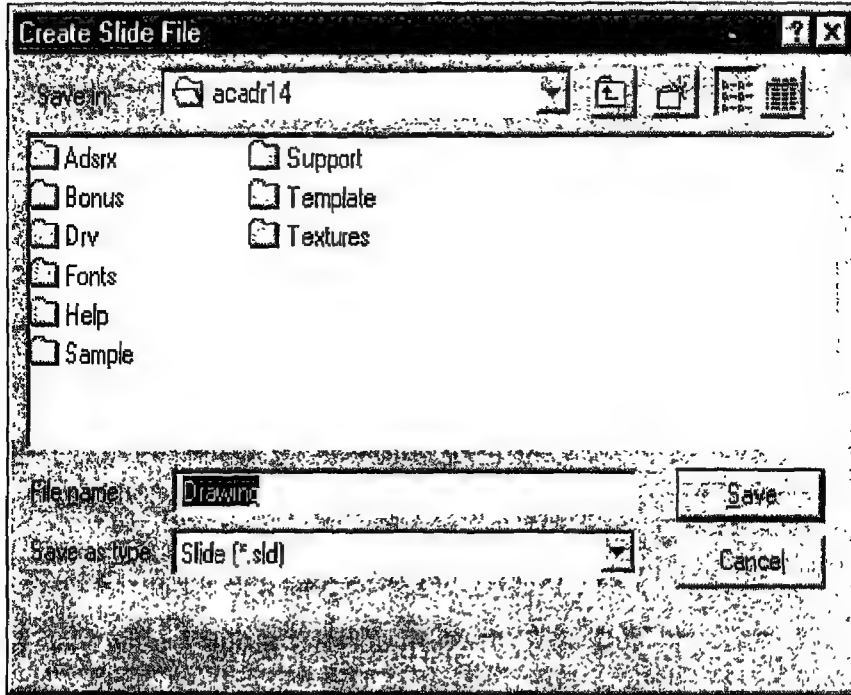 Create Slide File
Save in: acadr14
Adsrx
Bonus
Drv
Fonts
Help
Sample
Support
Template
Textures
File name: Drawing
Save
Save as type: Slide (*.sld)
Cancel